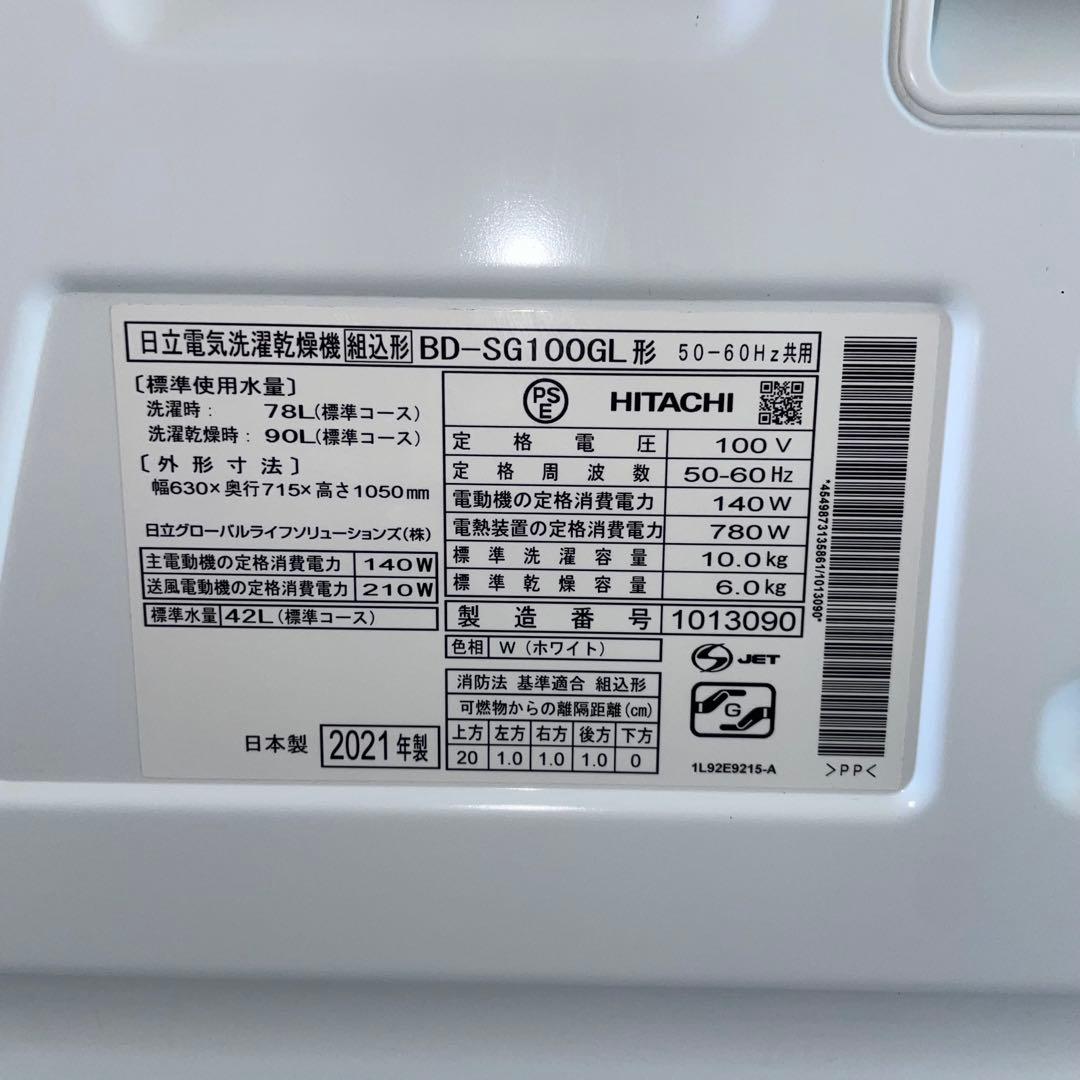 日立電気洗濯乾燥機 組込形 BD-SG100GL形 50-60Hz共用
〔標準使用水量〕
洗濯時: 78L(標準コース)
洗濯乾燥時: 90L(標準コース)
〔外形寸法〕
幅630×奥行715×高さ1050mm
日立グローバルライフソリューションズ(株)
主電動機の定格消費電力 140W
送風電動機の定格消費電力 210W
標準水量 42L(標準コース)
日本製 2021年製
PSE HITACHI
定格電圧 100V
定格周波数 50-60Hz
電動機の定格消費電力 140W
電熱装置の定格消費電力 780W
標準洗濯容量 10.0kg
標準乾燥容量 6.0kg
製造番号 1013090
色相 W(ホワイト)
消防法 基準適合 組込形
可燃物からの離隔距離(cm)
上方 左方 右方 後方 下方
20 1.0 1.0 1.0 0
S JET
G
1L92E9215-A
*4549873135861/1013090*
>PP<